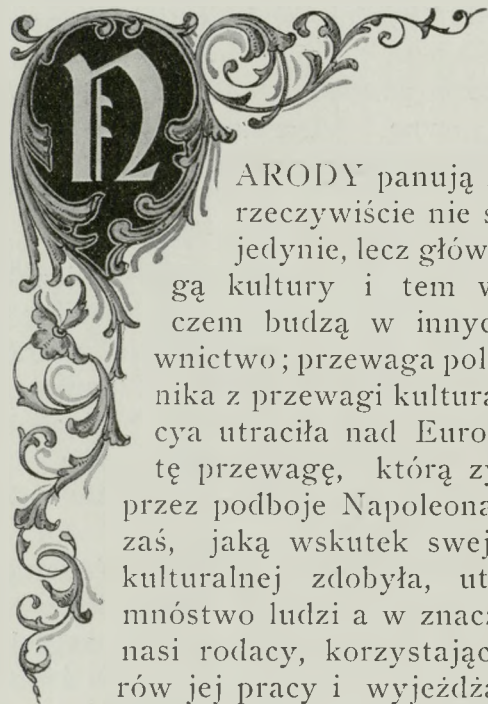 N
ARODY panują
rzeczywiście nie s
jedynie, lecz głów
gą kultury i tem w
czem budzą w innyc
wnictwo; przewaga pol
nika z przewagi kultura
cya utraciła nad Euro
tę przewagę, którą zy
przez podboje Napoleona
zaś, jaką wskutek swej
kulturalnej zdobyła, ut
mnóstwo ludzi a w znacz
nasi rodacy, korzystając
rów jej pracy i wyjeżdża